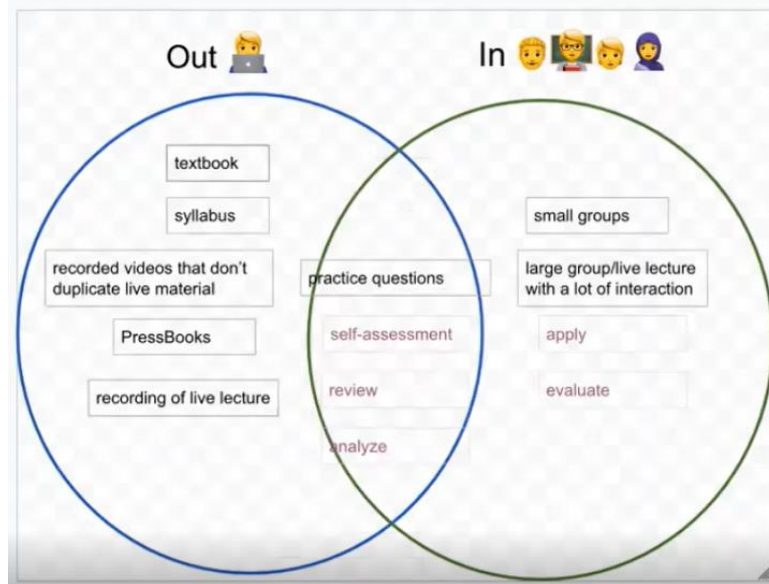 Out
In
textbook
syllabus
recorded videos that don't
duplicate live material
PressBooks
recording of live lecture
practice questions
self-assessment
review
analyze
small groups
large group/live lecture
with a lot of interaction
apply
evaluate